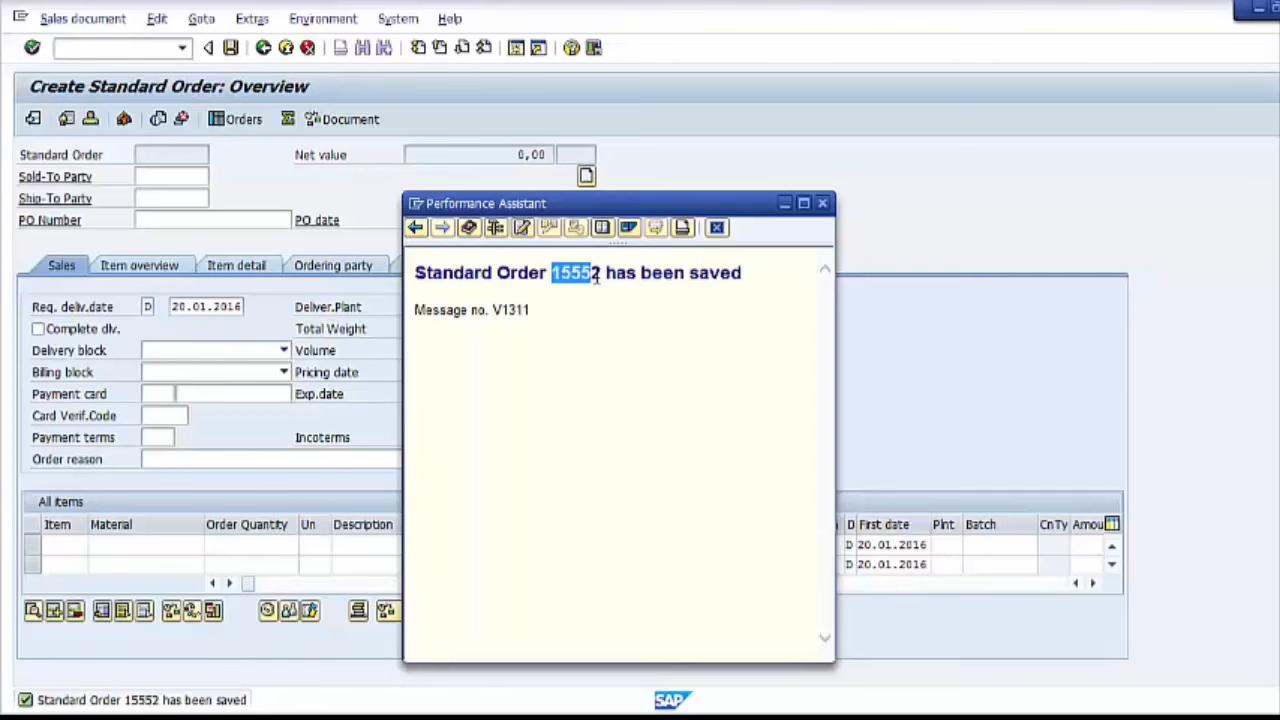 Sales document Edit Goto Extras Environment System Help
Create Standard Order: Overview
Orders Document
Standard Order Net value 0,00
Sold-To Party
Ship-To Party
PO Number PO date
Performance Assistant
Standard Order 15552 has been saved
Message no. V1311
Sales Item overview Item detail Ordering party
Req. deliv.date D 20.01.2016 Deliver.Plant
Complete dlv. Total Weight
Delivery block Volume
Billing block Pricing date
Payment card Exp.date
Card Verif.Code
Payment terms Incoterms
Order reason
All items
Item Material Order Quantity Un Description D First date Plnt Batch CnTy Amou
D 20.01.2016
D 20.01.2016
Standard Order 15552 has been saved
SAP